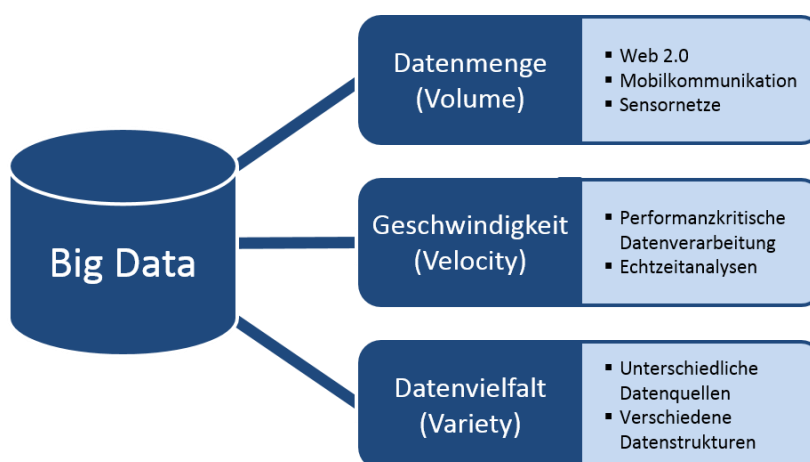 Big Data
Datenmenge
(Volume)
▪ Web 2.0
▪ Mobilkommunikation
▪ Sensornetze
Geschwindigkeit
(Velocity)
▪ Performanzkritische
Datenverarbeitung
▪ Echtzeitanalysen
Datenvielfalt
(Variety)
▪ Unterschiedliche
Datenquellen
▪ Verschiedene
Datenstrukturen